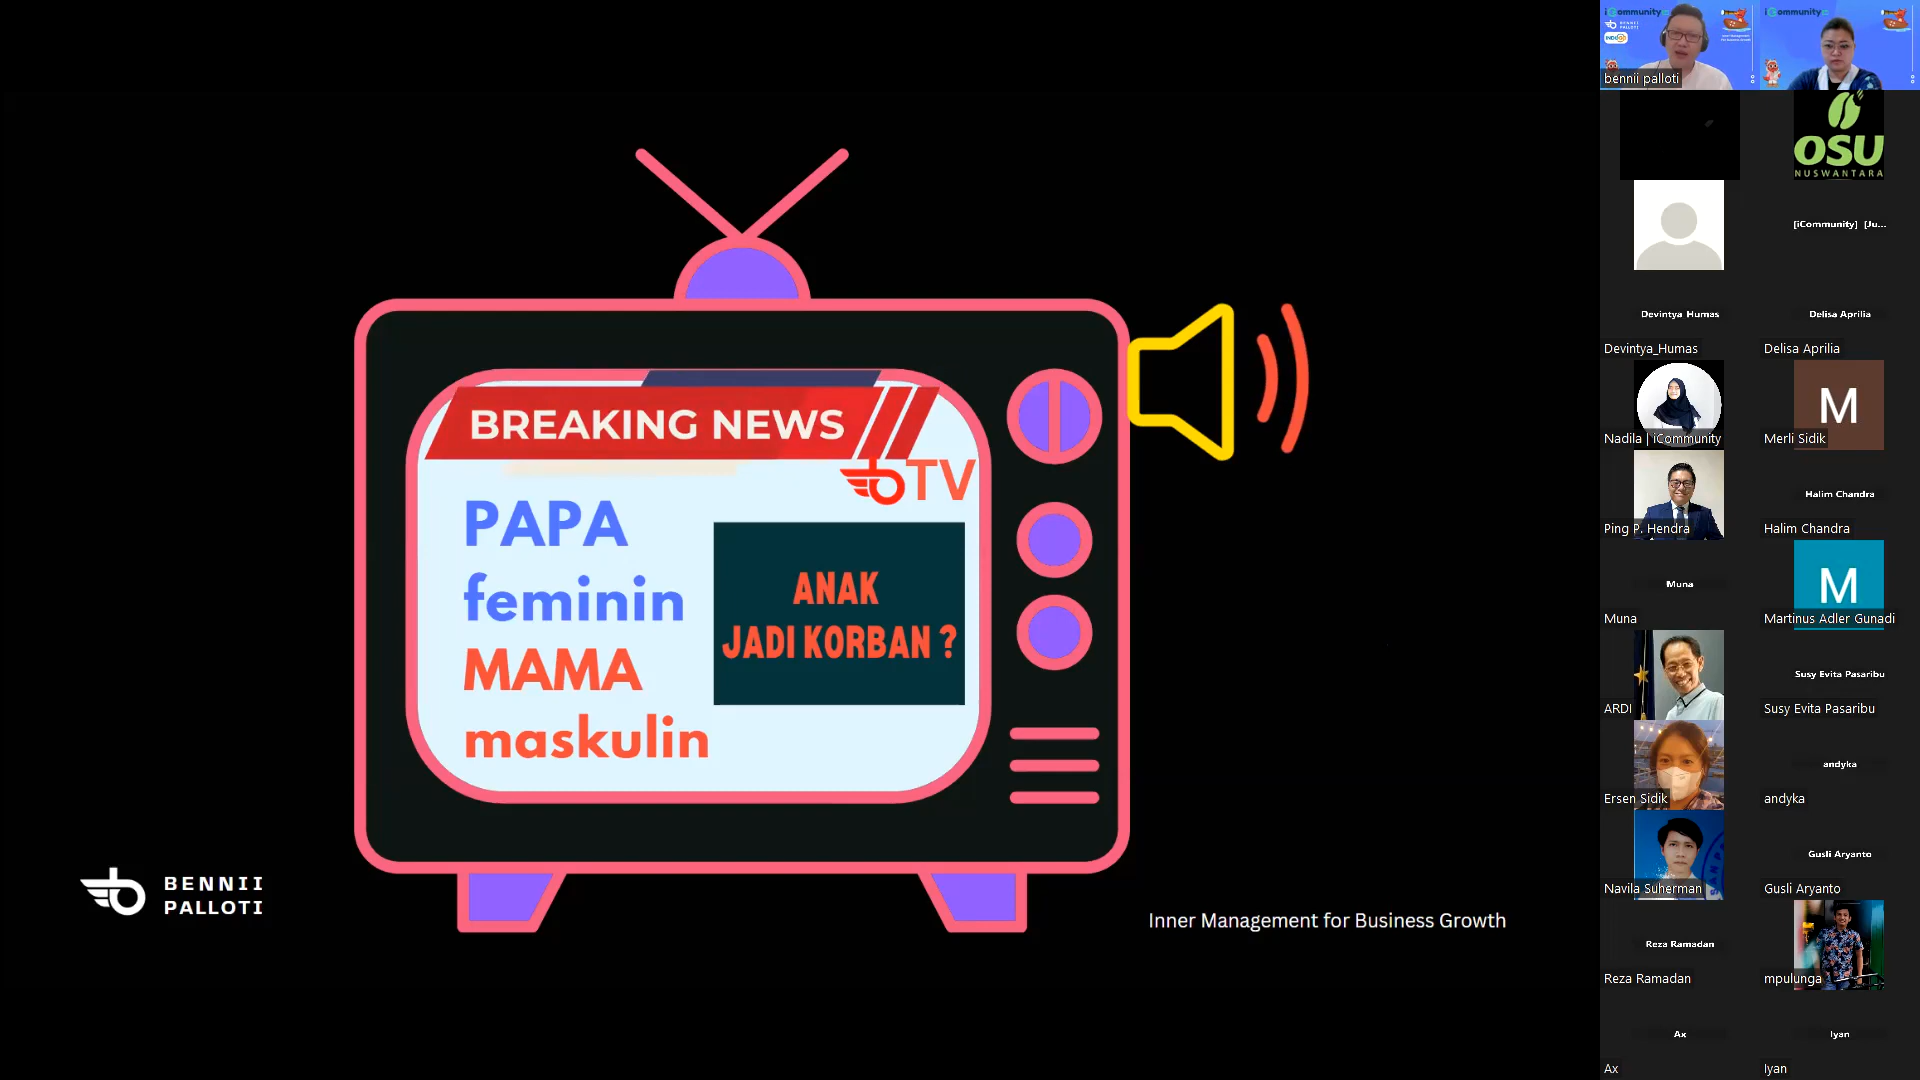 BREAKING NEWS
TV
PAPA
feminin
MAMA
maskulin
ANAK
JADI KORBAN ?
BENNII
PALLOTI
Inner Management for Business Growth
iCommunity
bennii palloti
iCommunity
OSU
NUSWANTARA
[iCommunity] [Ju...
Devintya Humas
Devintya_Humas
Delisa Aprilia
Delisa Aprilia
Nadila | iCommunity
M
Merli Sidik
Ping P. Hendra
Halim Chandra
Halim Chandra
Muna
Muna
M
Martinus Adler Gunadi
ARDI
Susy Evita Pasaribu
Susy Evita Pasaribu
Ersen Sidik
andyka
andyka
Navila Suherman
Gusli Aryanto
Gusli Aryanto
Reza Ramadan
Reza Ramadan
mpulunga
Ax
Ax
Iyan
Iyan